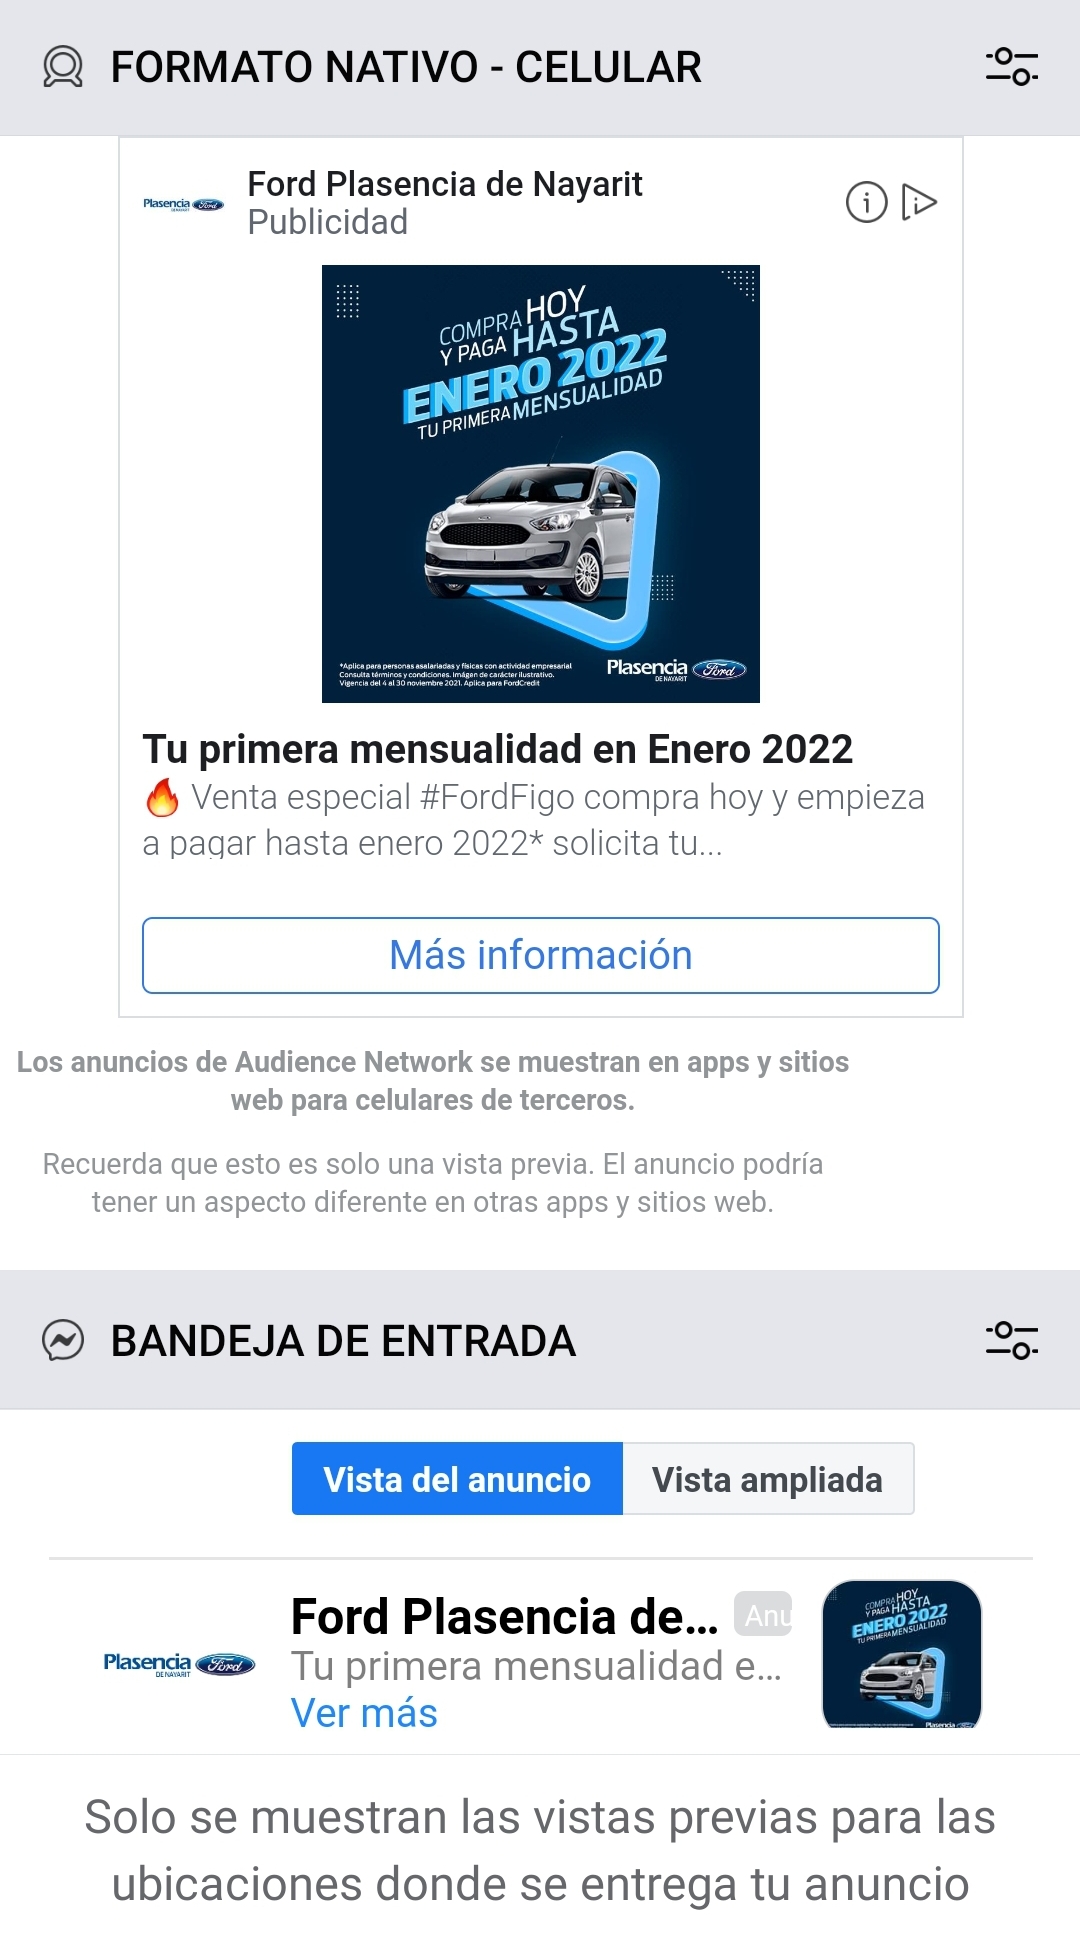 FORMATO NATIVO - CELULAR
Plasencia Ford
DE NAYARIT
Ford Plasencia de Nayarit
Publicidad
COMPRA HOY
Y PAGA HASTA
ENERO 2022
TU PRIMERA MENSUALIDAD
*Aplica para personas asalariadas y físicas con actividad empresarial
Consulta términos y condiciones. Imágen de carácter ilustrativo.
Vigencia del 4 al 30 noviembre 2021. Aplica para FordCredit
Plasencia Ford
DE NAYARIT
Tu primera mensualidad en Enero 2022
🔥 Venta especial #FordFigo compra hoy y empieza
a pagar hasta enero 2022* solicita tu...
Más información
Los anuncios de Audience Network se muestran en apps y sitios
web para celulares de terceros.
Recuerda que esto es solo una vista previa. El anuncio podría
tener un aspecto diferente en otras apps y sitios web.
BANDEJA DE ENTRADA
Vista del anuncio
Vista ampliada
Plasencia Ford
DE NAYARIT
Ford Plasencia de... Anu
Tu primera mensualidad e...
Ver más
COMPRA HOY
Y PAGA HASTA
ENERO 2022
TU PRIMERA MENSUALIDAD
Plasencia
Solo se muestran las vistas previas para las
ubicaciones donde se entrega tu anuncio